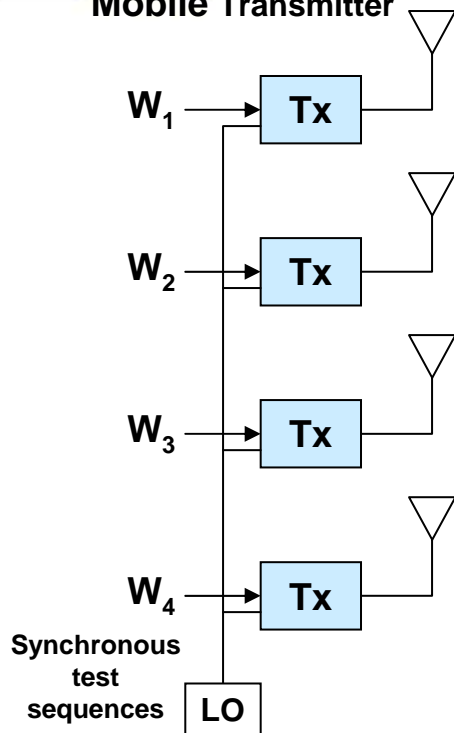 Mobile Transmitter
W1
Tx
W2
Tx
W3
Tx
W4
Tx
Synchronous
test
sequences
LO